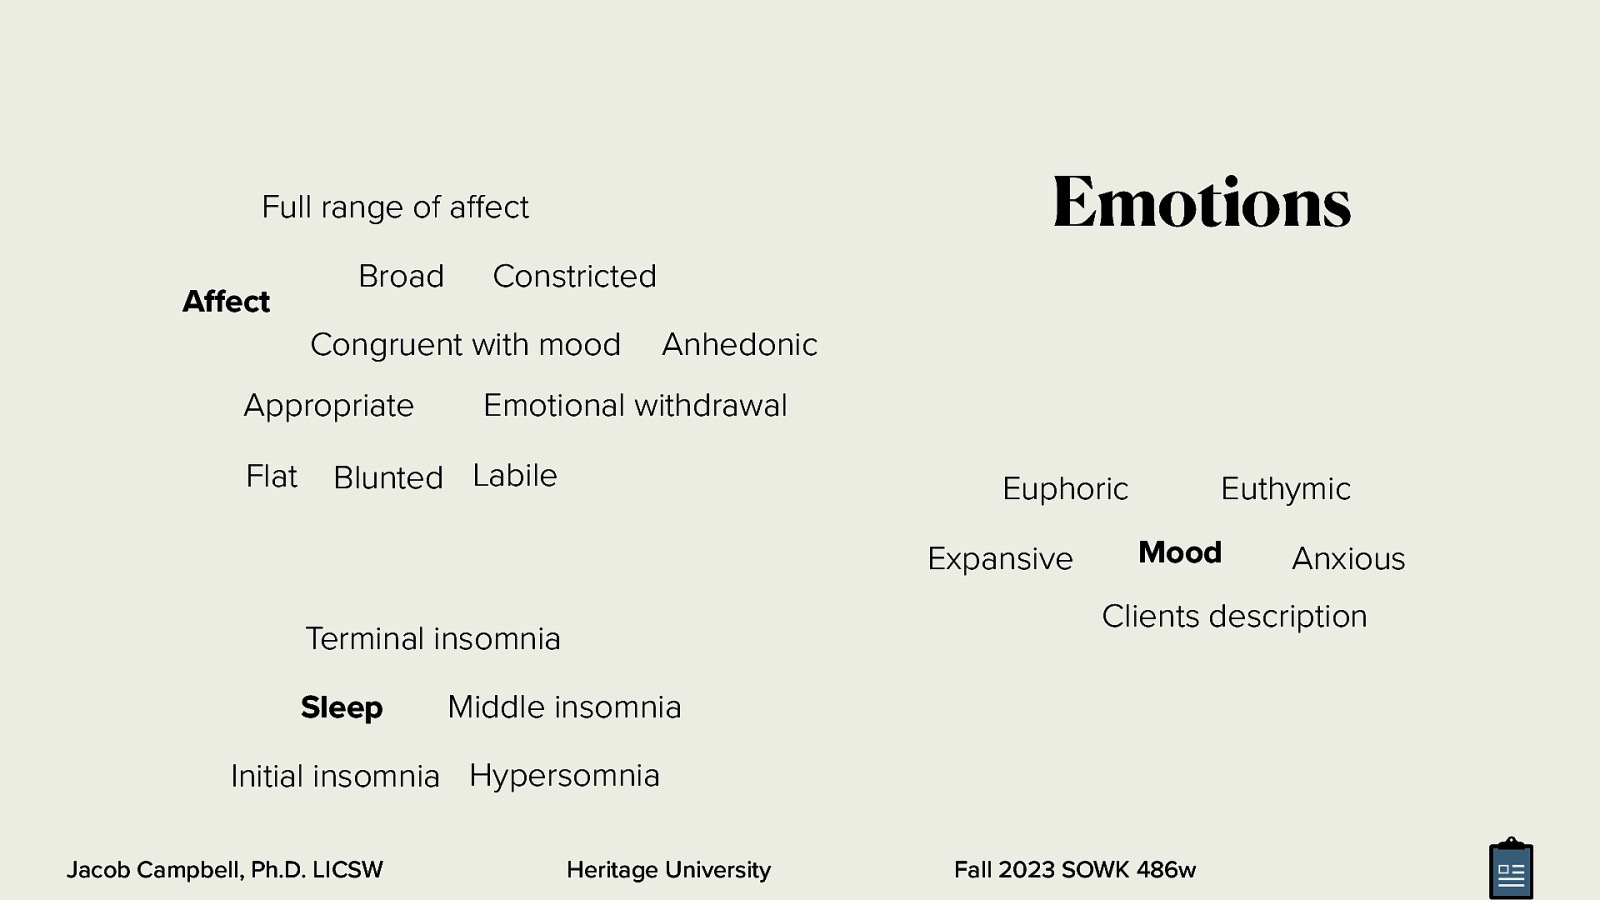 Emotions
Full range of affect
Broad Constricted
Affect
Congruent with mood Anhedonic
Appropriate Emotional withdrawal
Flat Blunted Labile
Euphoric Euthymic
Expansive Mood Anxious
Clients description
Terminal insomnia
Sleep Middle insomnia
Initial insomnia Hypersomnia
Jacob Campbell, Ph.D. LICSW Heritage University Fall 2023 SOWK 486w